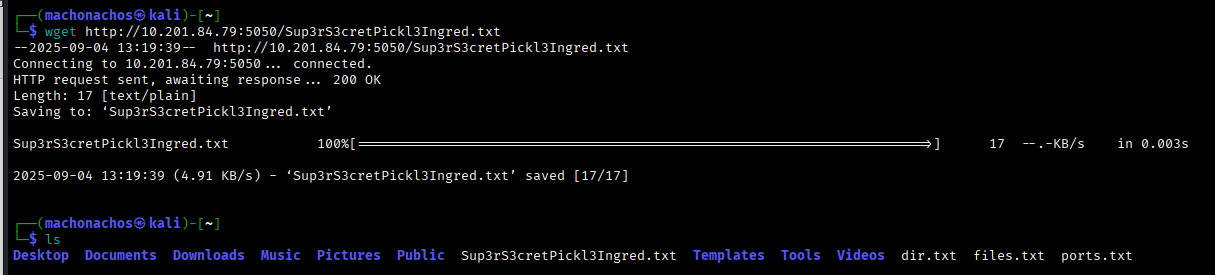 ┌──(machonachos㉿kali)-[~]
└─$ wget http://10.201.84.79:5050/Sup3rS3cretPickl3Ingred.txt
--2025-09-04 13:19:39--  http://10.201.84.79:5050/Sup3rS3cretPickl3Ingred.txt
Connecting to 10.201.84.79:5050... connected.
HTTP request sent, awaiting response... 200 OK
Length: 17 [text/plain]
Saving to: ‘Sup3rS3cretPickl3Ingred.txt’
Sup3rS3cretPickl3Ingred.txt 100%[==================================================>] 17 --.-KB/s in 0.003s
2025-09-04 13:19:39 (4.91 KB/s) - ‘Sup3rS3cretPickl3Ingred.txt’ saved [17/17]
┌──(machonachos㉿kali)-[~]
└─$ ls
Desktop Documents Downloads Music Pictures Public Sup3rS3cretPickl3Ingred.txt Templates Tools Videos dir.txt files.txt ports.txt